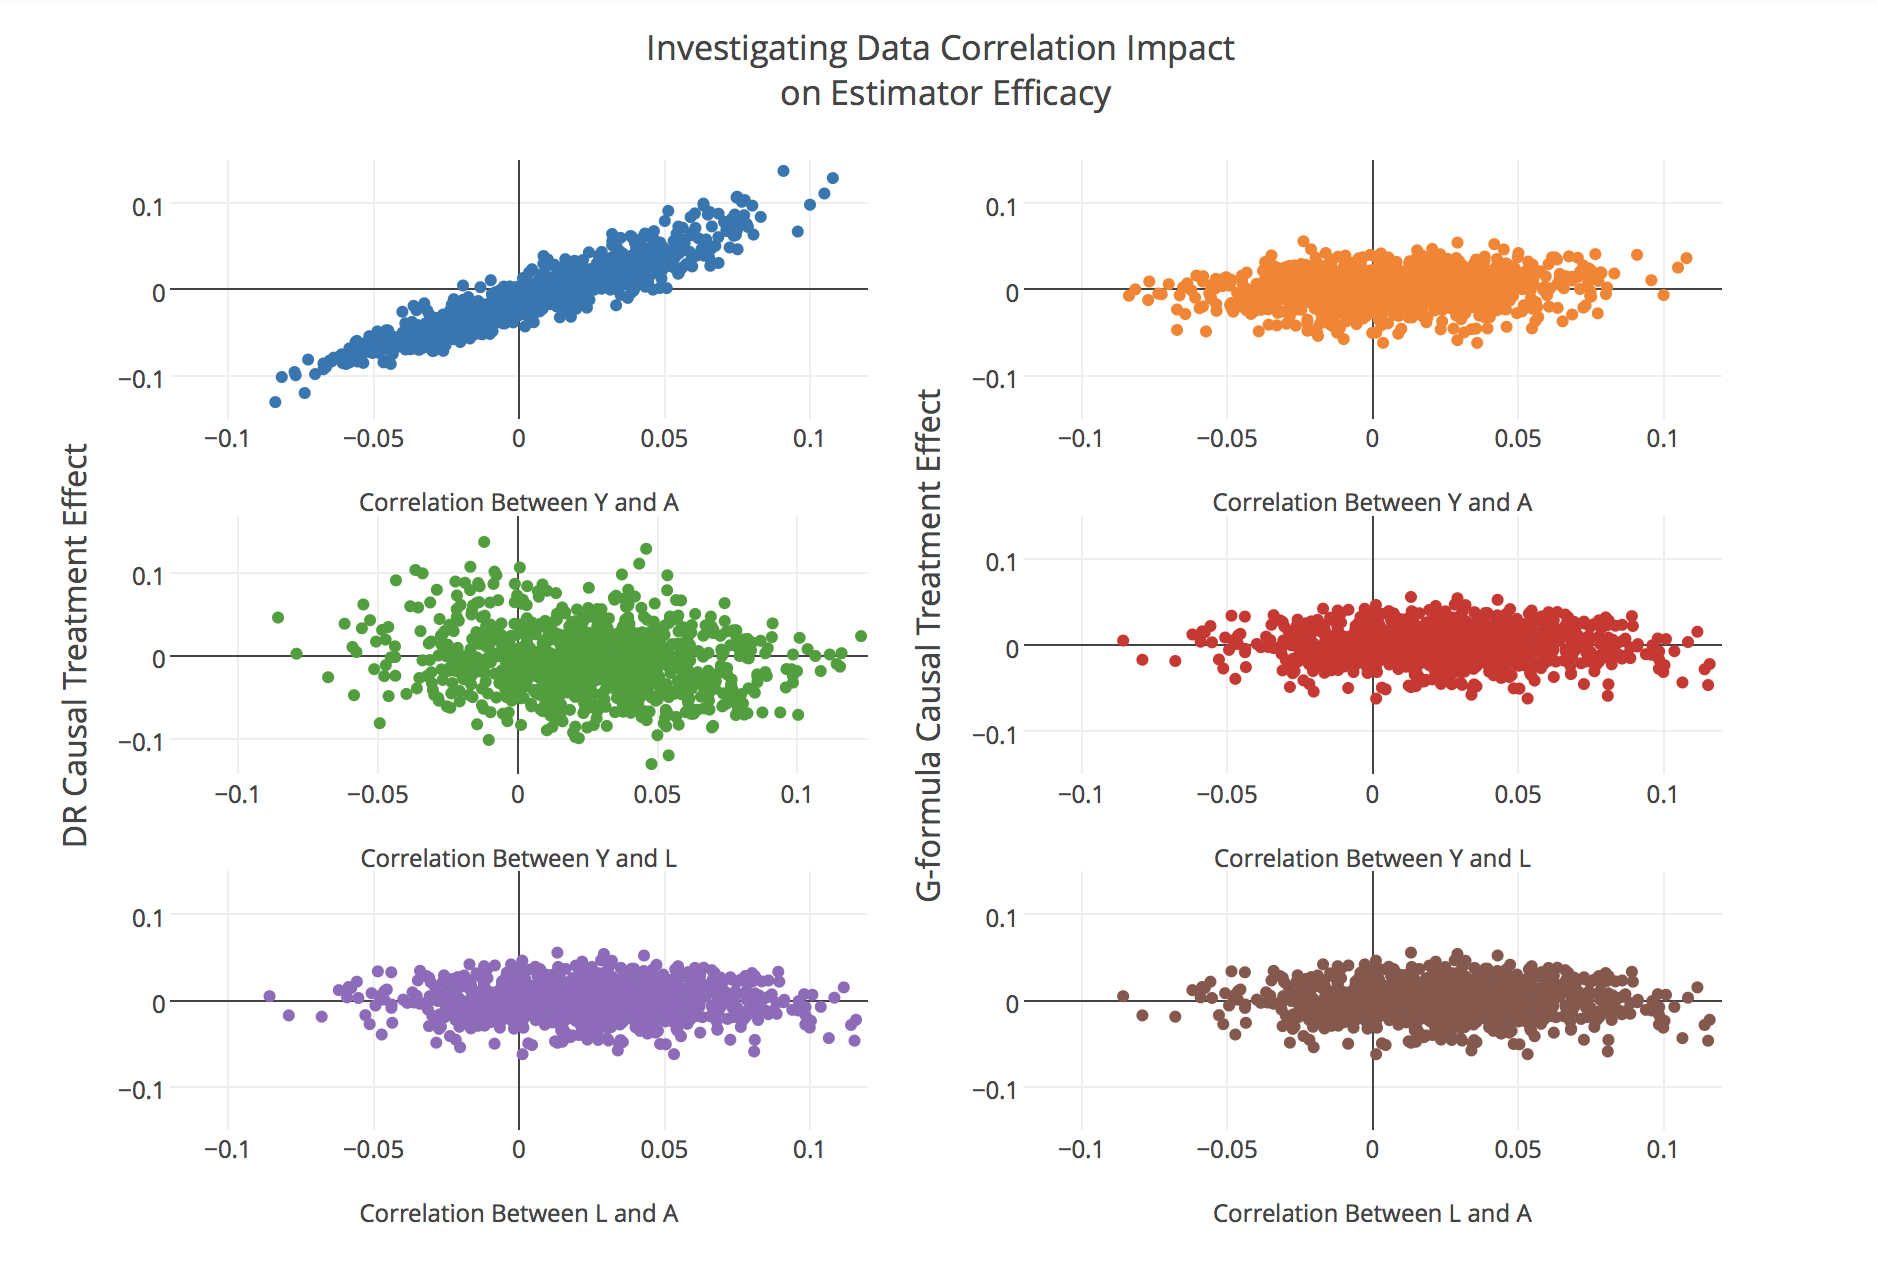 Investigating Data Correlation Impact
on Estimator Efficacy
DR Causal Treatment Effect
0.1
0
−0.1
−0.1 −0.05 0 0.05 0.1
Correlation Between Y and A
0.1
0
−0.1
−0.1 −0.05 0 0.05 0.1
Correlation Between Y and L
0.1
0
−0.1
−0.1 −0.05 0 0.05 0.1
Correlation Between L and A
G-formula Causal Treatment Effect
0.1
0
−0.1
−0.1 −0.05 0 0.05 0.1
Correlation Between Y and A
0.1
0
−0.1
−0.1 −0.05 0 0.05 0.1
Correlation Between Y and L
0.1
0
−0.1
−0.1 −0.05 0 0.05 0.1
Correlation Between L and A